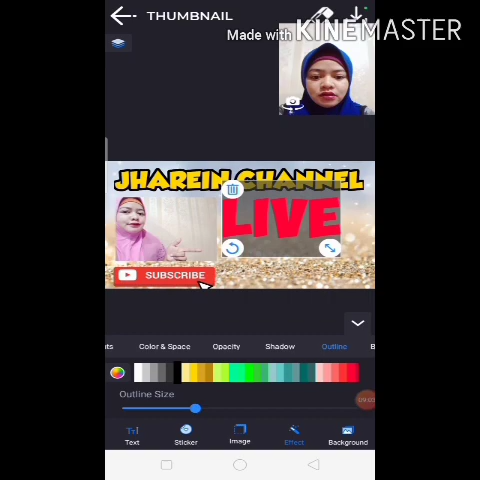 THUMBNAIL
Made with KINEMASTER
JHAREIN CHANNEL
LIVE
SUBSCRIBE
Color & Space Opacity Shadow Outline
Outline Size
Text Sticker Image Effect Background